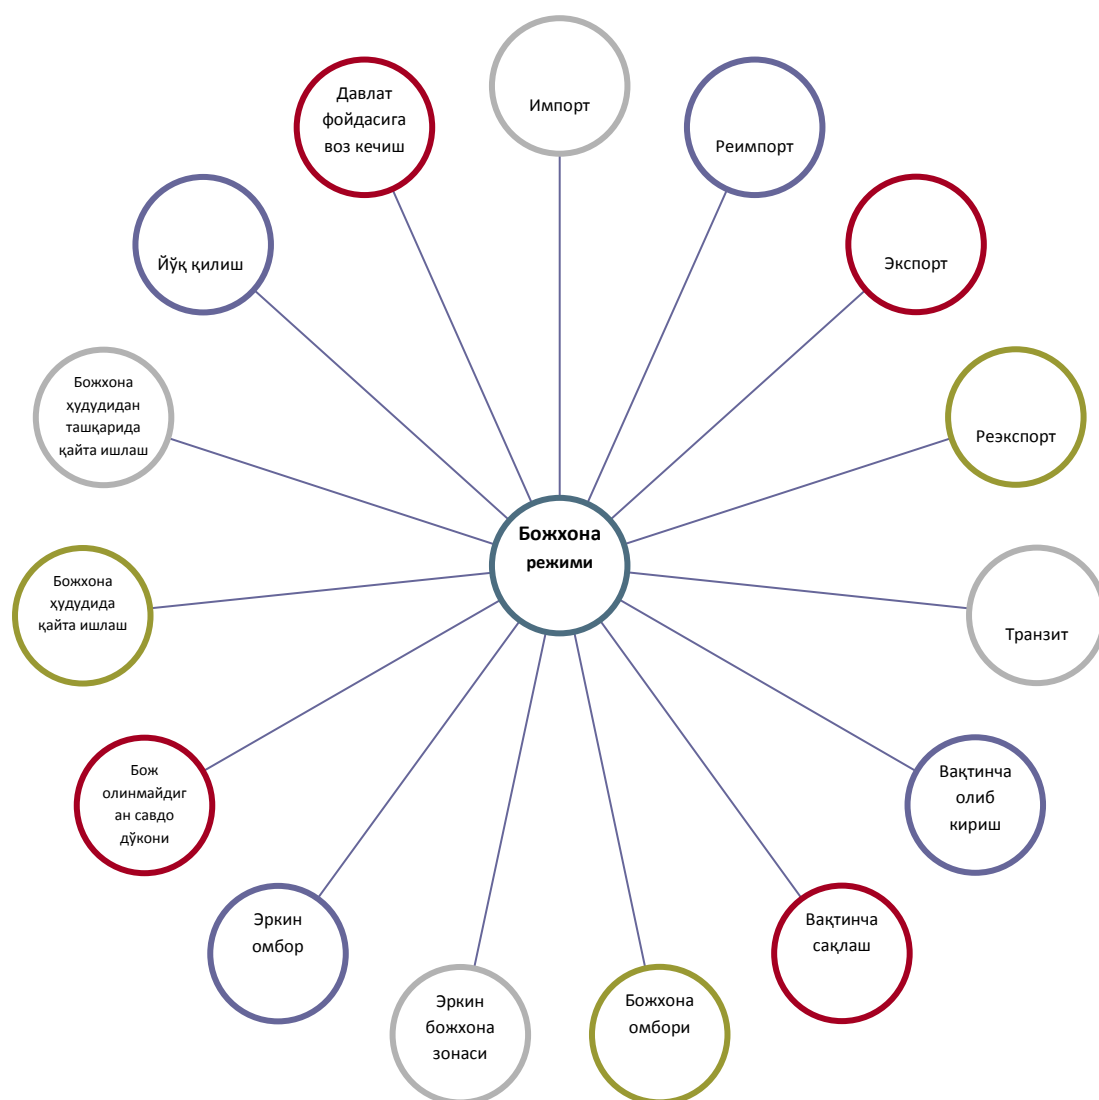 Импорт
Реимпорт
Экспорт
Реэкспорт
Транзит
Вақтинча
олиб
кириш
Вақтинча
сақлаш
Божхона
омбори
Эркин
божхона
зонаси
Эркин
омбор
Бож
олинмайдиг
ан савдо
дўкони
Божхона
ҳудудида
қайта ишлаш
Божхона
ҳудудидан
ташқарида
қайта ишлаш
Йўқ қилиш
Давлат
фойдасига
воз кечиш
Божхона
режими